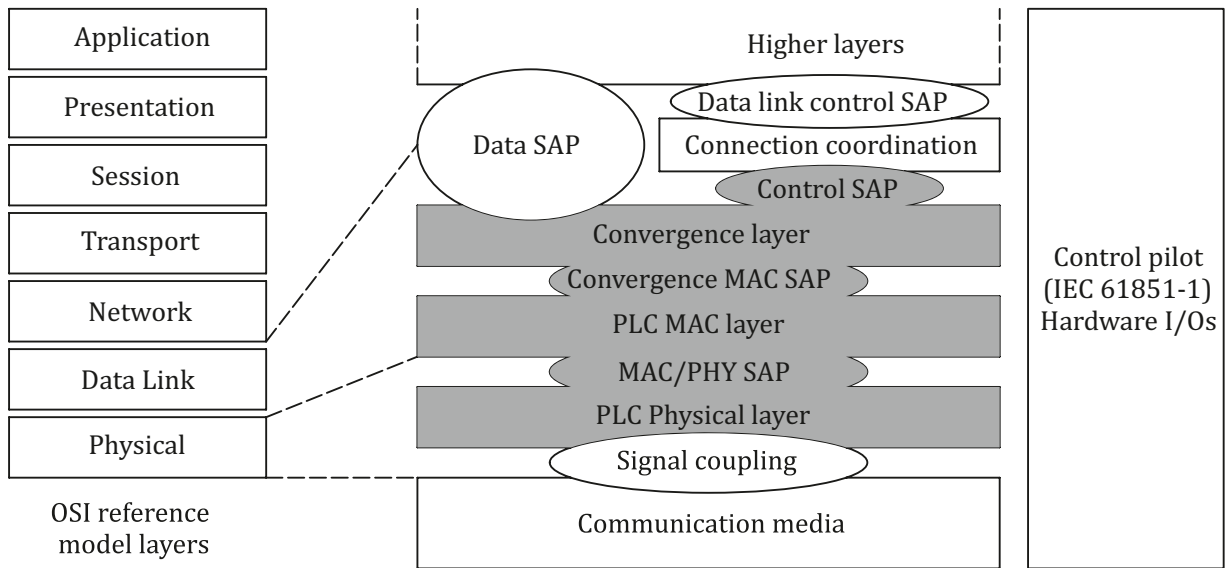 Application
Presentation
Session
Transport
Network
Data Link
Physical
OSI reference
model layers
Higher layers
Data SAP
Data link control SAP
Connection coordination
Control SAP
Convergence layer
Convergence MAC SAP
PLC MAC layer
MAC/PHY SAP
PLC Physical layer
Signal coupling
Communication media
Control pilot
(IEC 61851-1)
Hardware I/Os